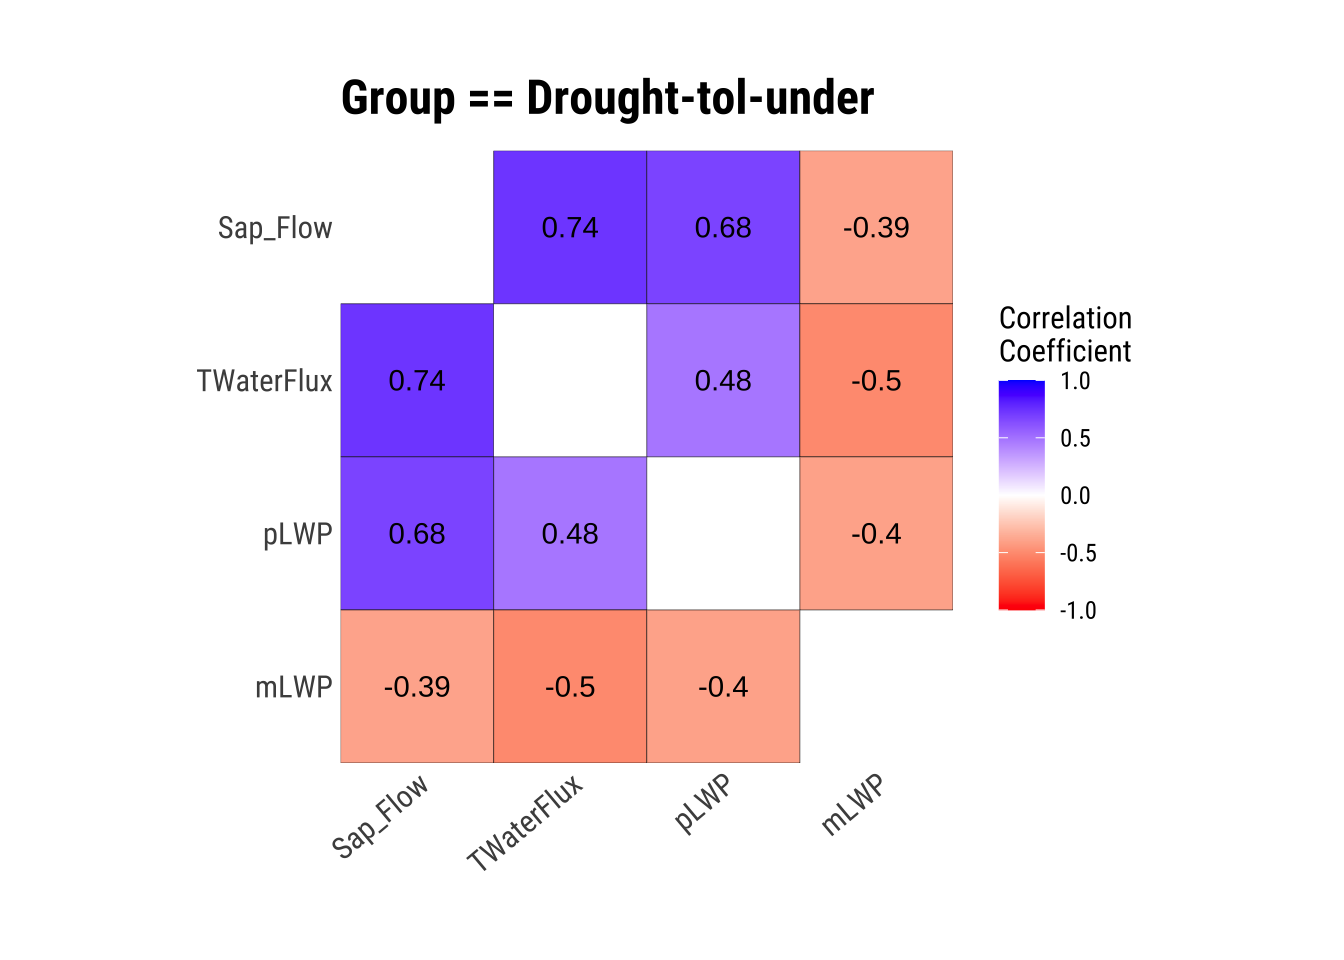 Group == Drought-tol-under
Sap_Flow
0.74
0.68
-0.39
TWaterFlux
0.74
0.48
-0.5
pLWP
0.68
0.48
-0.4
mLWP
-0.39
-0.5
-0.4
Sap_Flow
TWaterFlux
pLWP
mLWP
Correlation
Coefficient
1.0
0.5
0.0
-0.5
-1.0